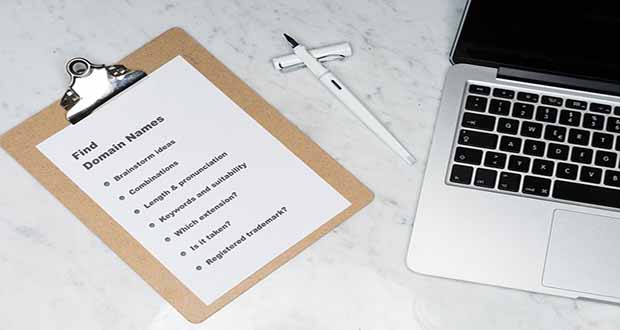 Find
Domain Names
Brainstorm ideas
Combinations
Length & pronunciation
Keywords and suitability
Which extension?
Is it taken?
Registered trademark?